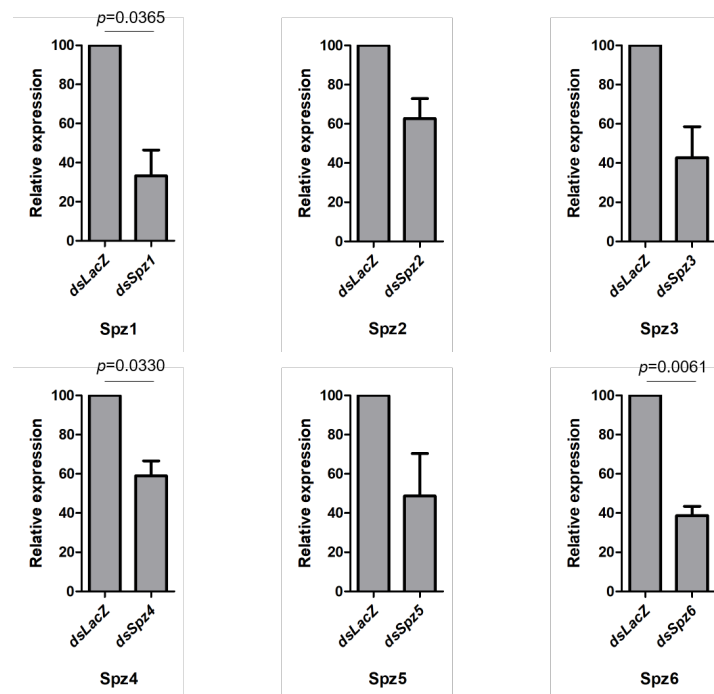 p=0.0365
Relative expression
100
80
60
40
20
0
dsLacZ
dsSpz1
Spz1
Relative expression
100
80
60
40
20
0
dsLacZ
dsSpz2
Spz2
Relative expression
100
80
60
40
20
0
dsLacZ
dsSpz3
Spz3
p=0.0330
Relative expression
100
80
60
40
20
0
dsLacZ
dsSpz4
Spz4
Relative expression
100
80
60
40
20
0
dsLacZ
dsSpz5
Spz5
p=0.0061
Relative expression
100
80
60
40
20
0
dsLacZ
dsSpz6
Spz6